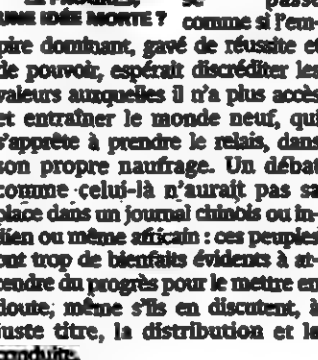 UNE IDÉE MORTE ?
se passe
comme si l'em-
pire dominant, gavé de réussite et
de pouvoir, espérait discréditer les
valeurs auxquelles il n'a plus accès
et entraîner le monde neuf, qui
s'apprête à prendre le relais, dans
son propre naufrage. Un débat
comme celui-là n'aurait pas sa
place dans un journal chinois ou in-
dien ou même africain : ces peuples
ont trop de bienfaits évidents à at-
tendre du progrès pour le mettre en
doute, même s'ils en discutent, à
juste titre, la distribution et la
conduite.